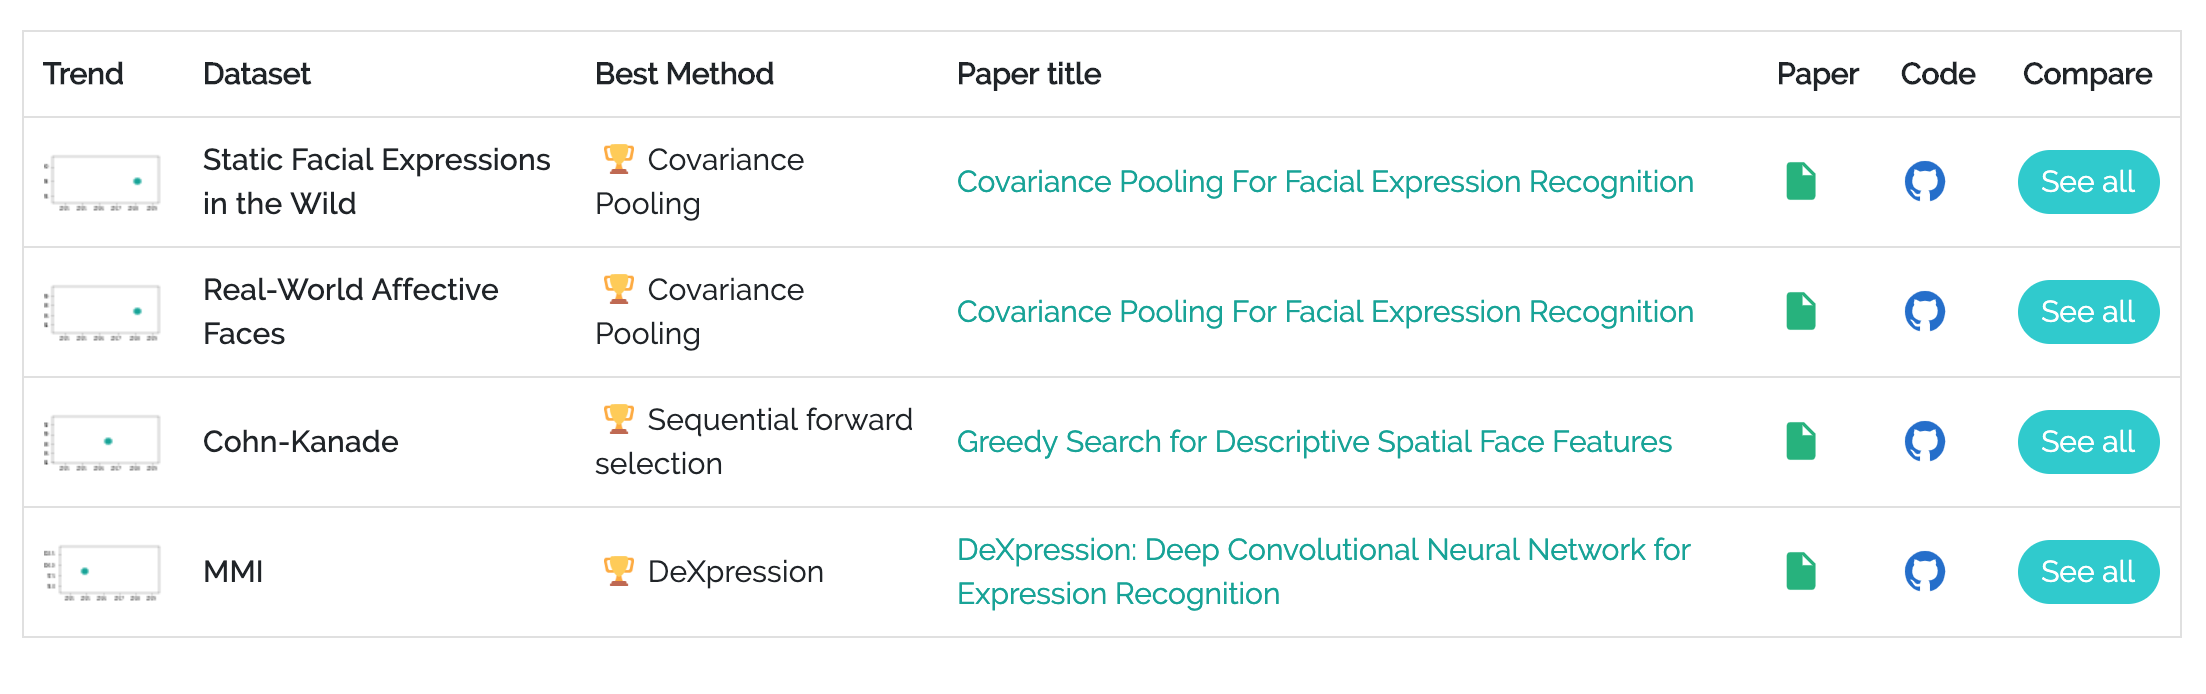 Trend Dataset Best Method Paper title Paper Code Compare
Static Facial Expressions
in the Wild
Covariance
Pooling
Covariance Pooling For Facial Expression Recognition
See all
Real-World Affective
Faces
Covariance
Pooling
Covariance Pooling For Facial Expression Recognition
See all
Cohn-Kanade
Sequential forward
selection
Greedy Search for Descriptive Spatial Face Features
See all
MMI
DeXpression
DeXpression: Deep Convolutional Neural Network for
Expression Recognition
See all